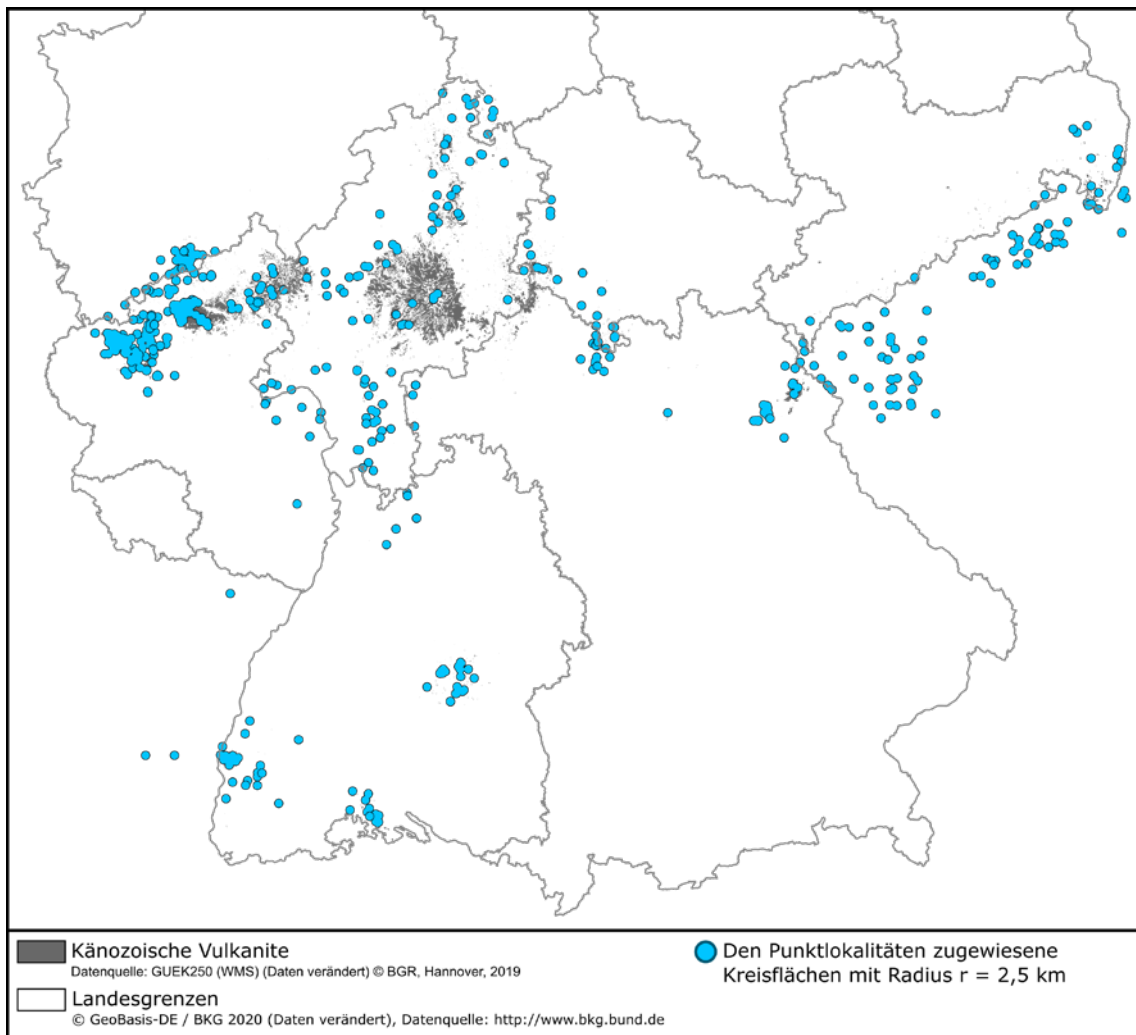 Känozoische Vulkanite
Datenquelle: GUEK250 (WMS) (Daten verändert) © BGR, Hannover, 2019
Landesgrenzen
© GeoBasis-DE / BKG 2020 (Daten verändert), Datenquelle: http://www.bkg.bund.de
Den Punktlokalitäten zugewiesene
Kreisflächen mit Radius r = 2,5 km